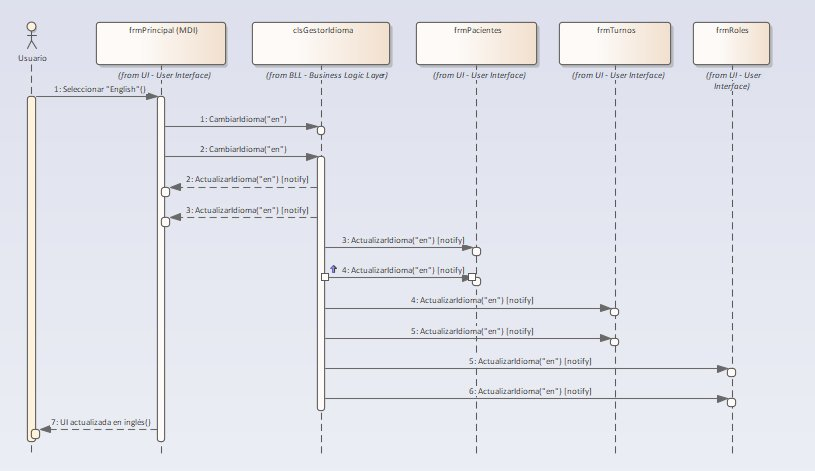 frmPrincipal (MDI)
clsGestorIdioma
frmPacientes
frmTurnos
frmRoles
Usuario
(from UI - User Interface)
(from BLL - Business Logic Layer)
(from UI - User Interface)
(from UI - User Interface)
(from UI - User
Interface)
1: Seleccionar "English"()
1: CambiarIdioma("en")
2: CambiarIdioma("en")
2: ActualizarIdioma("en") [notify]
3: ActualizarIdioma("en") [notify]
3: ActualizarIdioma("en") [notify]
4: ActualizarIdioma("en") [notify]
4: ActualizarIdioma("en") [notify]
5: ActualizarIdioma("en") [notify]
5: ActualizarIdioma("en") [notify]
6: ActualizarIdioma("en") [notify]
7: UI actualizada en inglés()